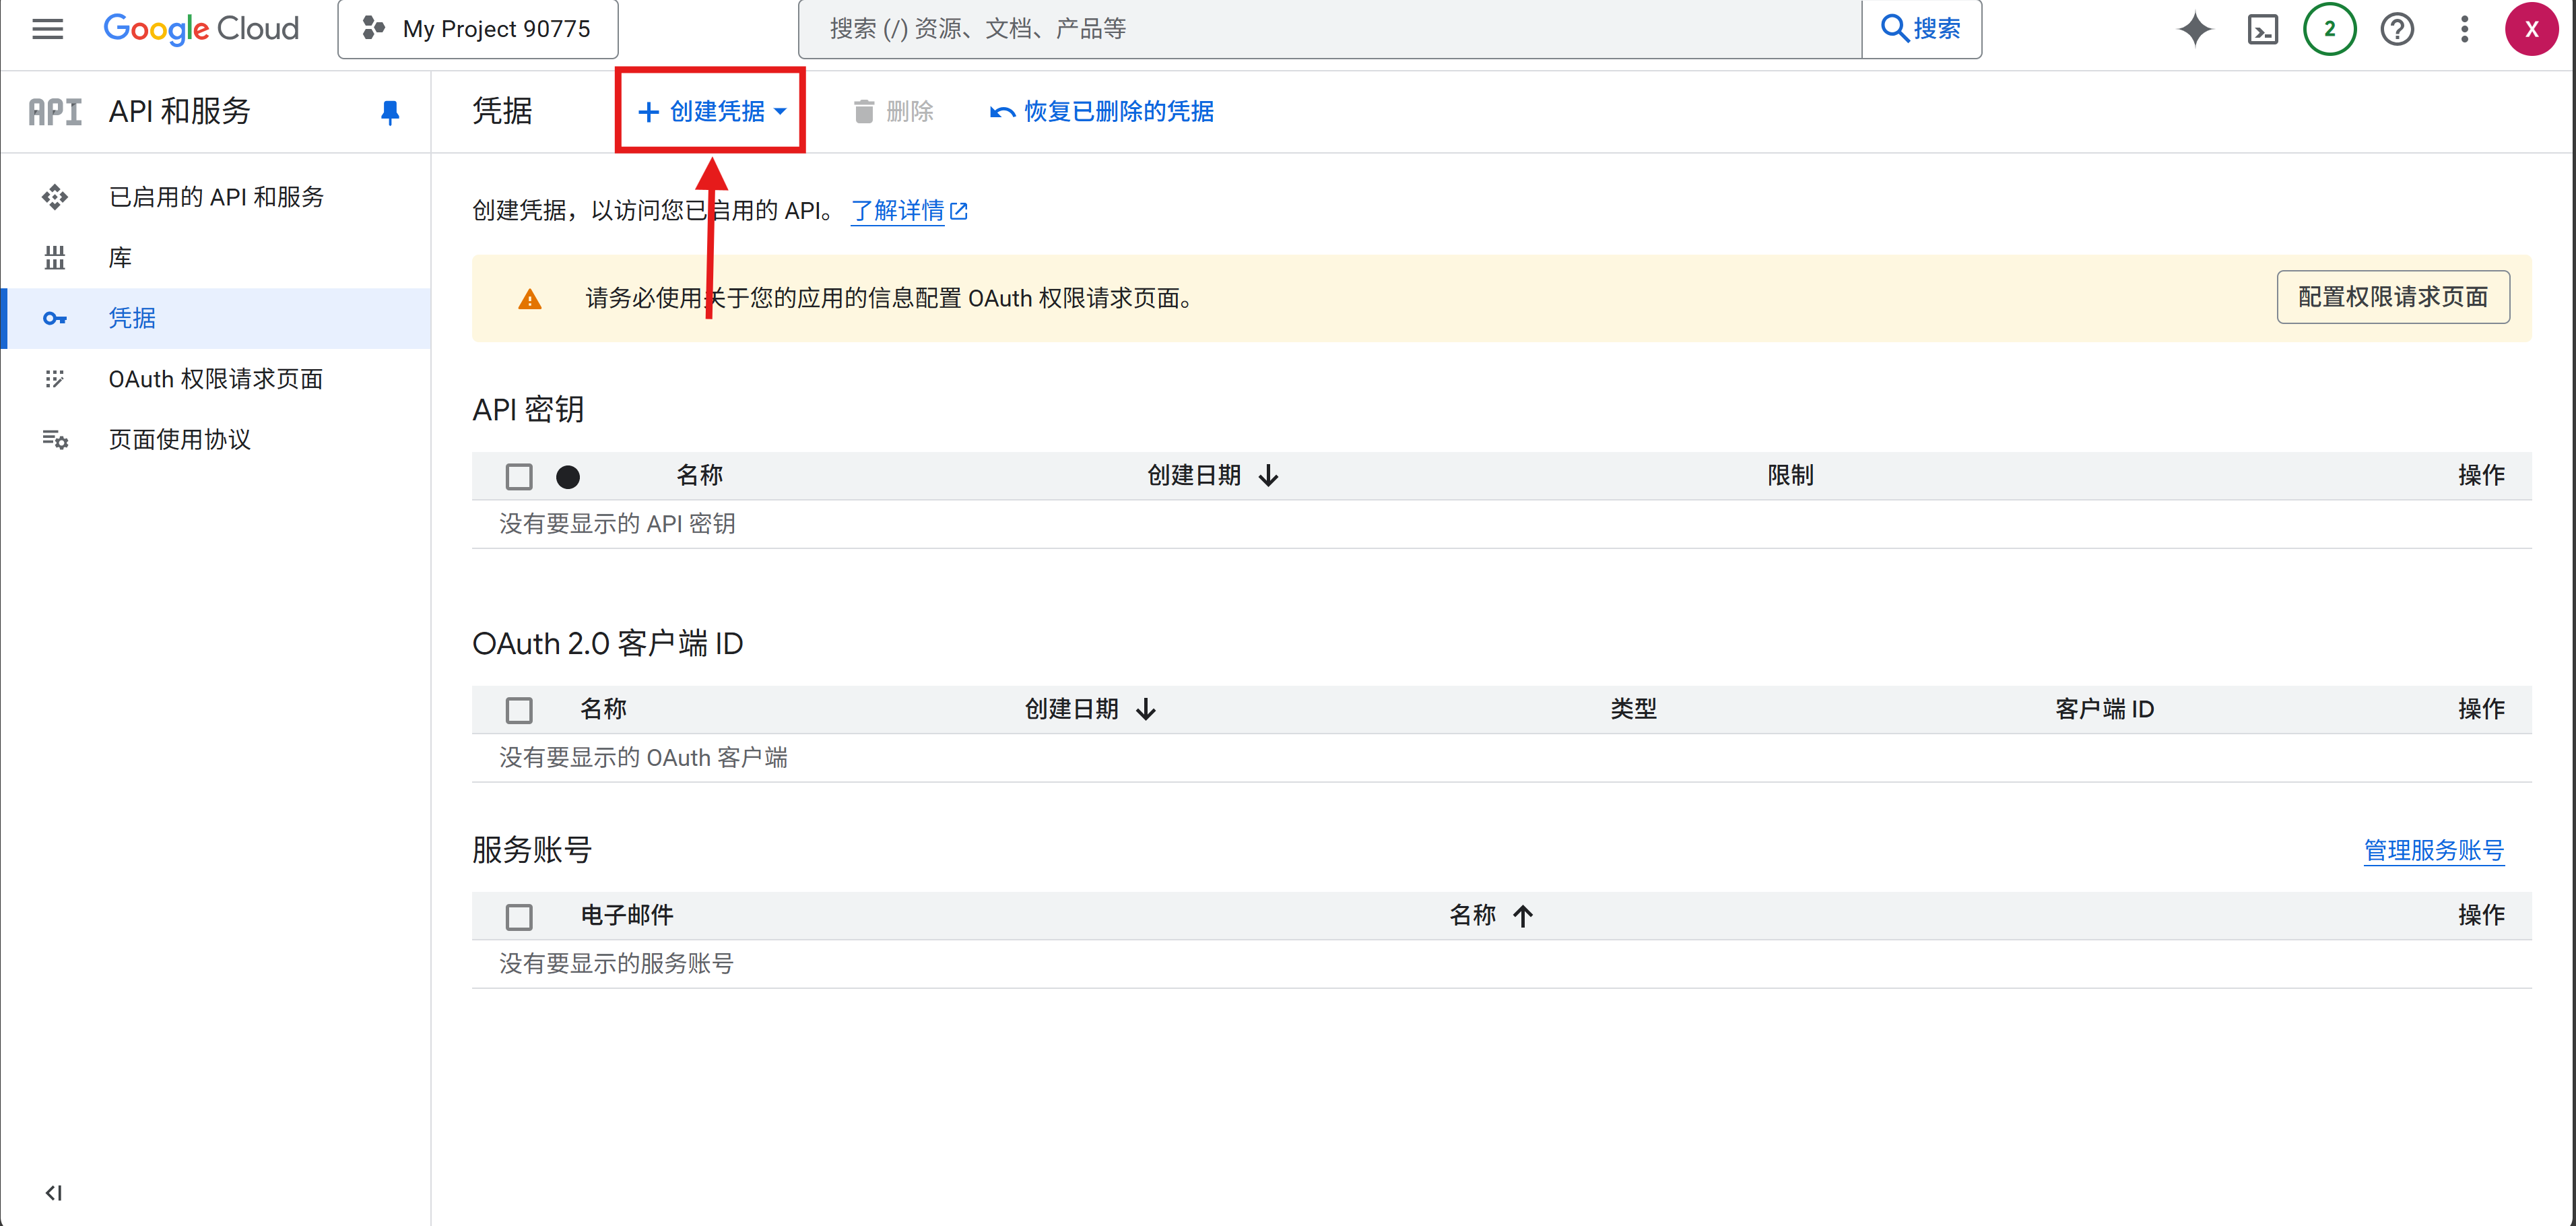 Google Cloud
My Project 90775
搜索 (/) 资源、文档、产品等
搜索
2
X
API
API 和服务
凭据
创建凭据
删除
恢复已删除的凭据
已启用的 API 和服务
库
凭据
OAuth 权限请求页面
页面使用协议
创建凭据，以访问您已启用的 API。 了解详情
请务必使用关于您的应用的信息配置 OAuth 权限请求页面。
配置权限请求页面
API 密钥
名称 创建日期 限制 操作
没有要显示的 API 密钥
OAuth 2.0 客户端 ID
名称 创建日期 类型 客户端 ID 操作
没有要显示的 OAuth 客户端
服务账号
管理服务账号
电子邮件 名称 操作
没有要显示的服务账号